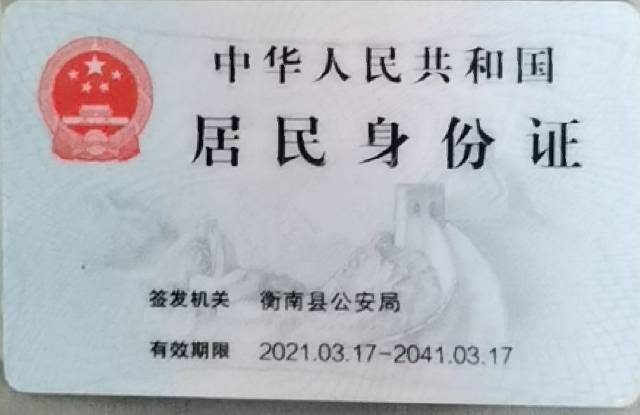 中华人民共和国
居民身份证
签发机关 衡南县公安局
有效期限 2021.03.17-2041.03.17